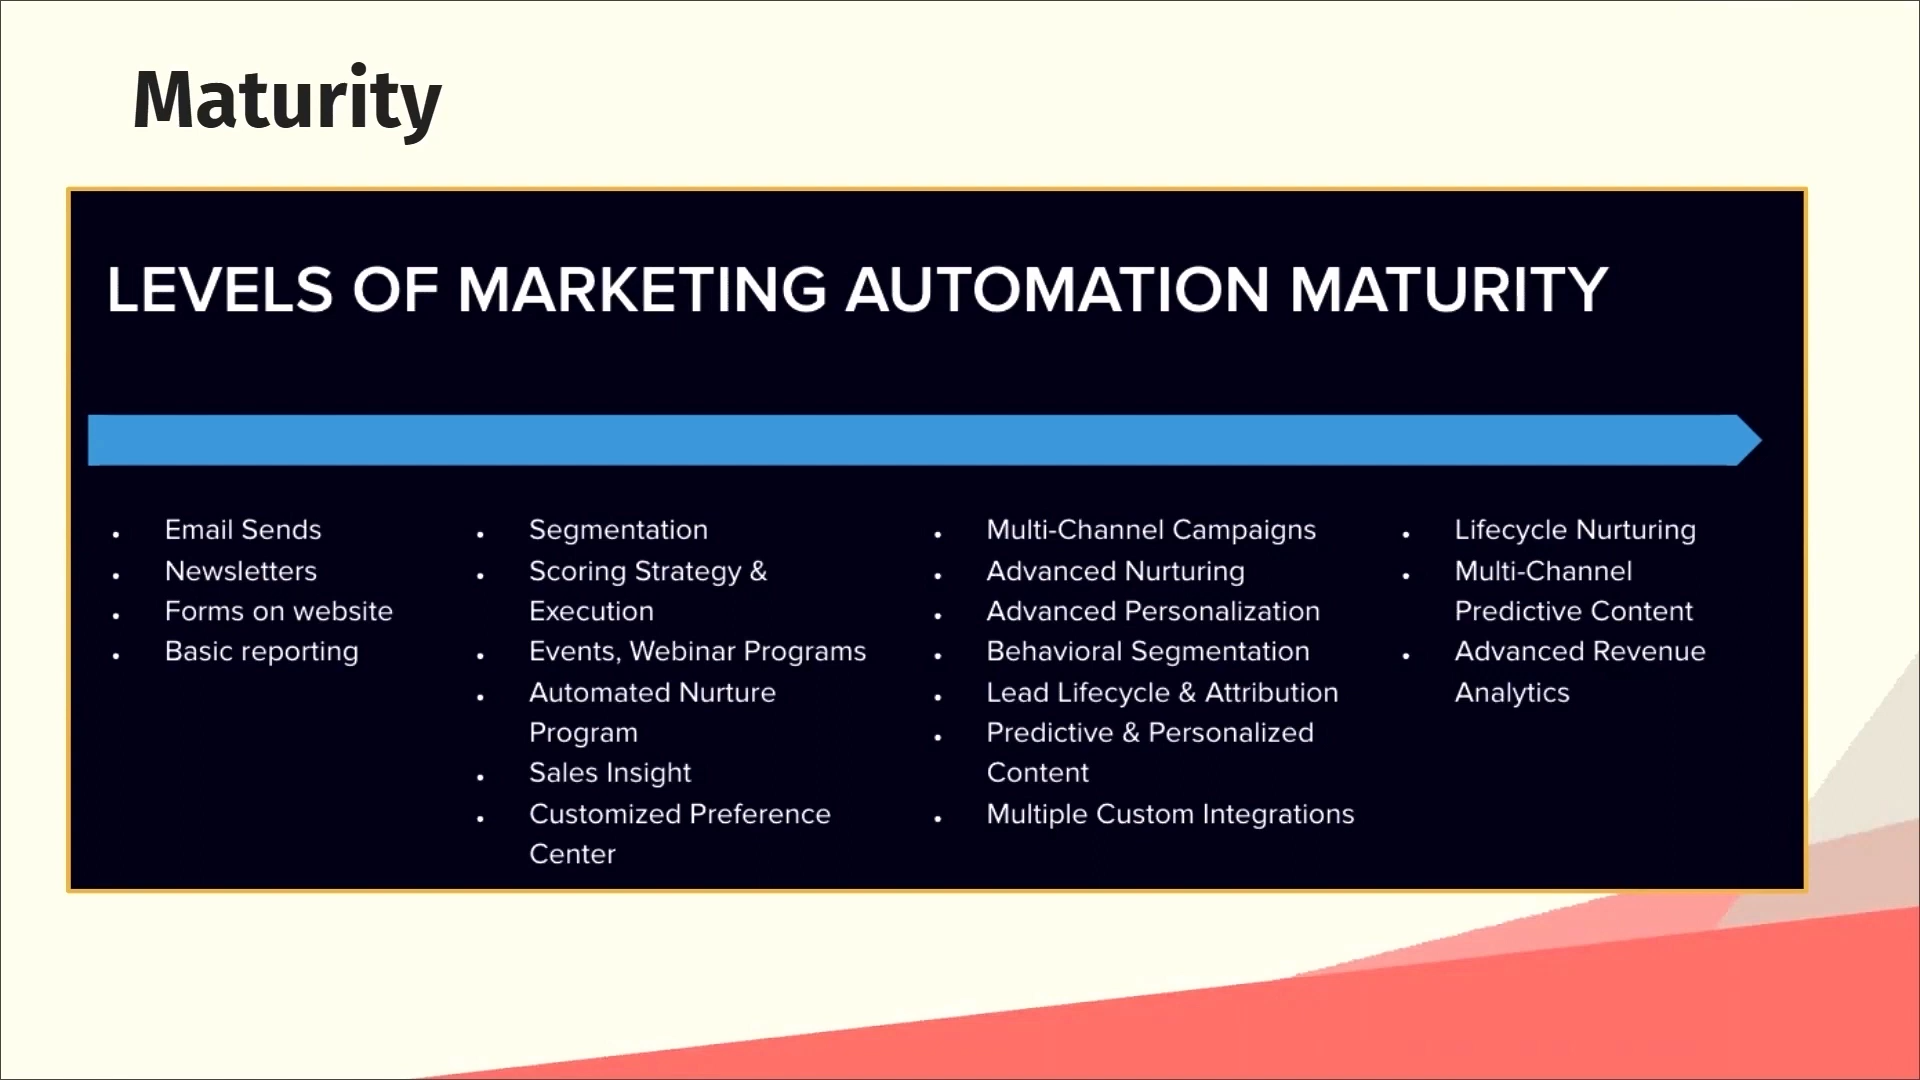 Maturity
LEVELS OF MARKETING AUTOMATION MATURITY
• Email Sends
• Newsletters
• Forms on website
• Basic reporting
• Segmentation
• Scoring Strategy &
Execution
• Events, Webinar Programs
• Automated Nurture
Program
• Sales Insight
• Customized Preference
Center
• Multi-Channel Campaigns
• Advanced Nurturing
• Advanced Personalization
• Behavioral Segmentation
• Lead Lifecycle & Attribution
• Predictive & Personalized
Content
• Multiple Custom Integrations
• Lifecycle Nurturing
• Multi-Channel
Predictive Content
• Advanced Revenue
Analytics